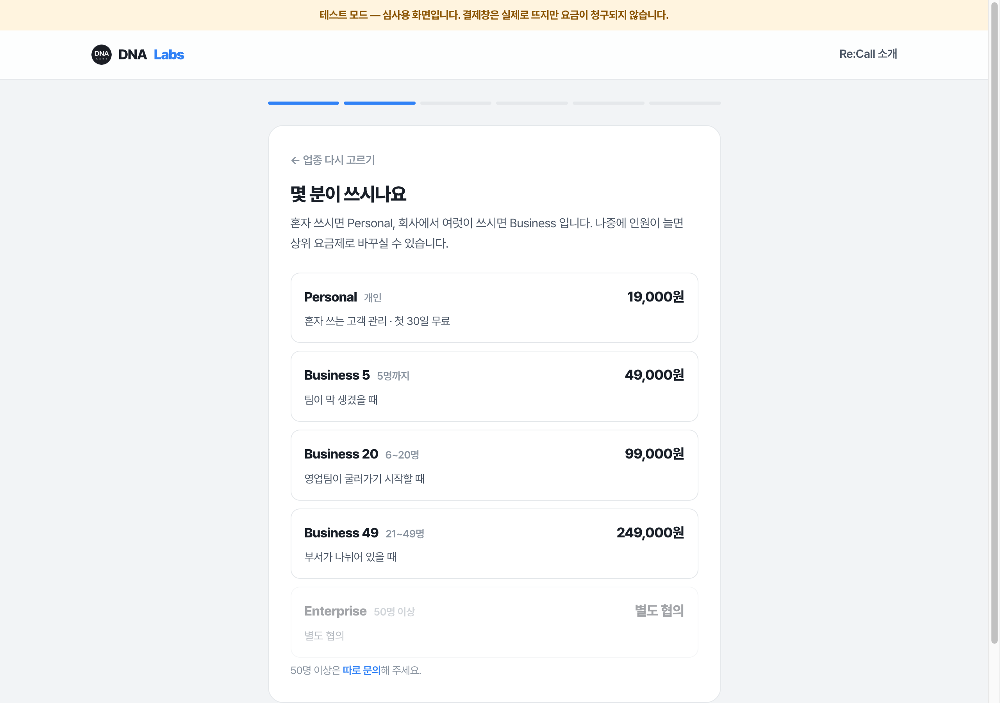 테스트 모드 — 심사용 화면입니다. 결제창은 실제로 뜨지만 요금이 청구되지 않습니다.
DNA LABS DNA Labs
Re:Call 소개
← 업종 다시 고르기
몇 분이 쓰시나요
혼자 쓰시면 Personal, 회사에서 여럿이 쓰시면 Business 입니다. 나중에 인원이 늘면
상위 요금제로 바꾸실 수 있습니다.
Personal 개인 19,000원
혼자 쓰는 고객 관리 · 첫 30일 무료
Business 5 5명까지 49,000원
팀이 막 생겼을 때
Business 20 6~20명 99,000원
영업팀이 굴러가기 시작할 때
Business 49 21~49명 249,000원
부서가 나뉘어 있을 때
Enterprise 50명 이상 별도 협의
별도 협의
50명 이상은 따로 문의해 주세요.